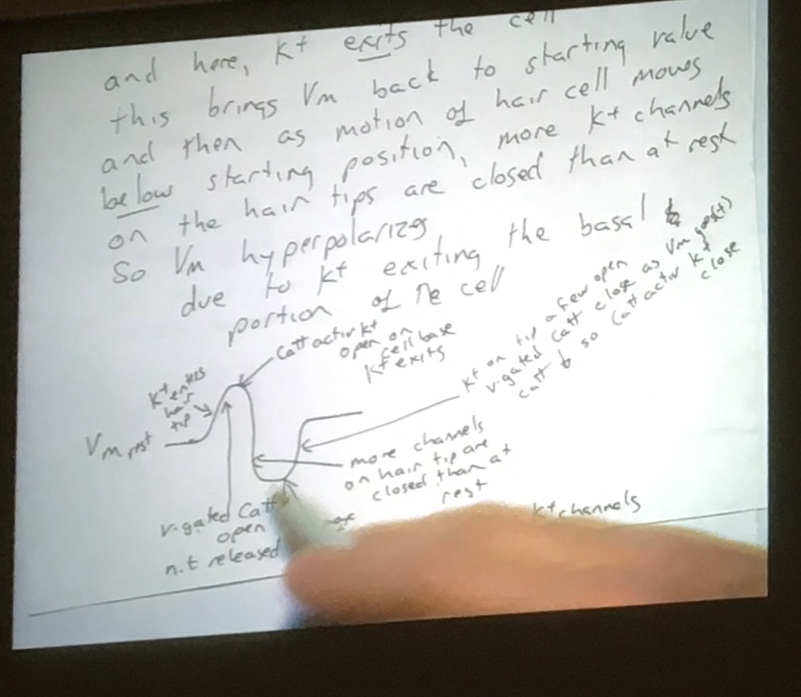 and here, K+ exits the cell
this brings Vm back to starting value
and then as motion of hair cell moves
below starting position, more K+ channels
on the hair tips are closed than at rest
So Vm hyperpolarizes
due to K+ exiting the basal
portion of the cell
Ca++ activ K+
open on
cell base
K+ exits
K+ enters
hair
tip
Vm rest
K+ on tip a few open
v-gated Ca++ close as Vm goes(+)
Ca++ ↓ so Ca++ activ K+
close
more channels
on hair tip are
closed than at
rest
v-gated Ca++
open
n.t released
K+ channels